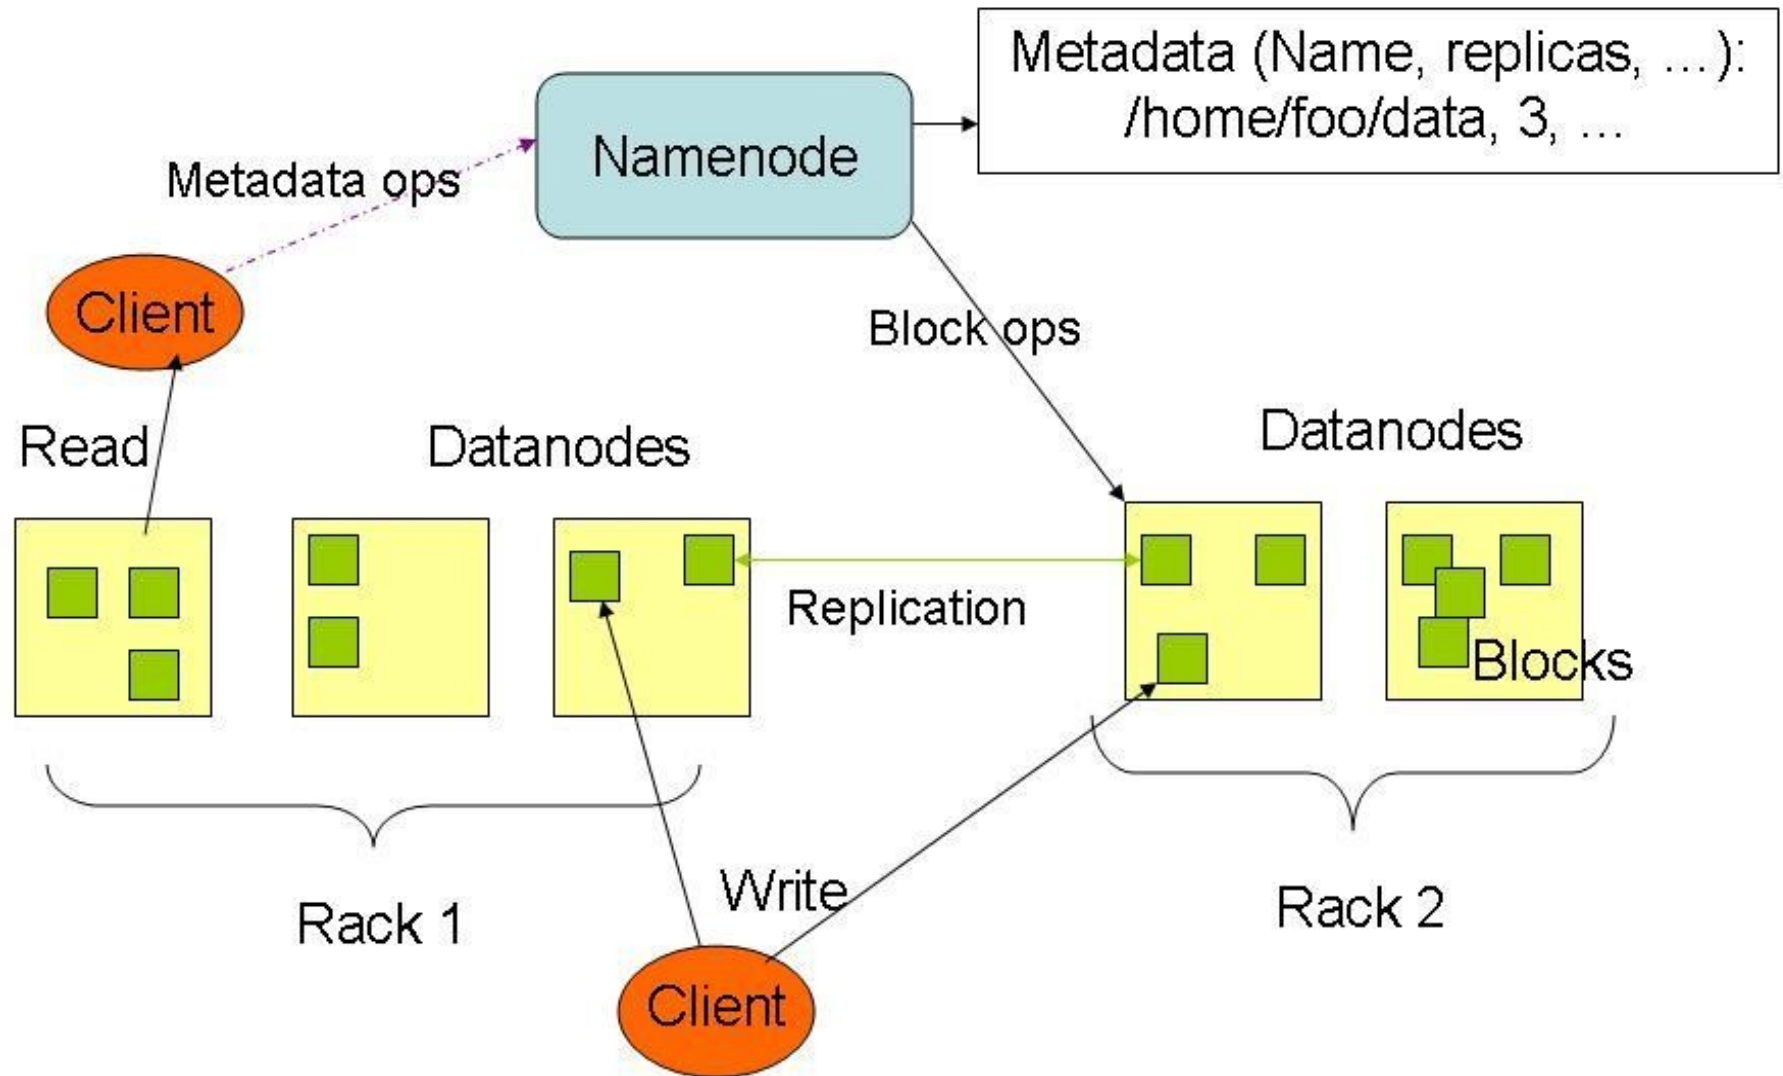 Metadata (Name, replicas, …):
/home/foo/data, 3, …
Namenode
Metadata ops
Client
Block ops
Read
Datanodes
Datanodes
Replication
Blocks
Rack 1
Write
Rack 2
Client